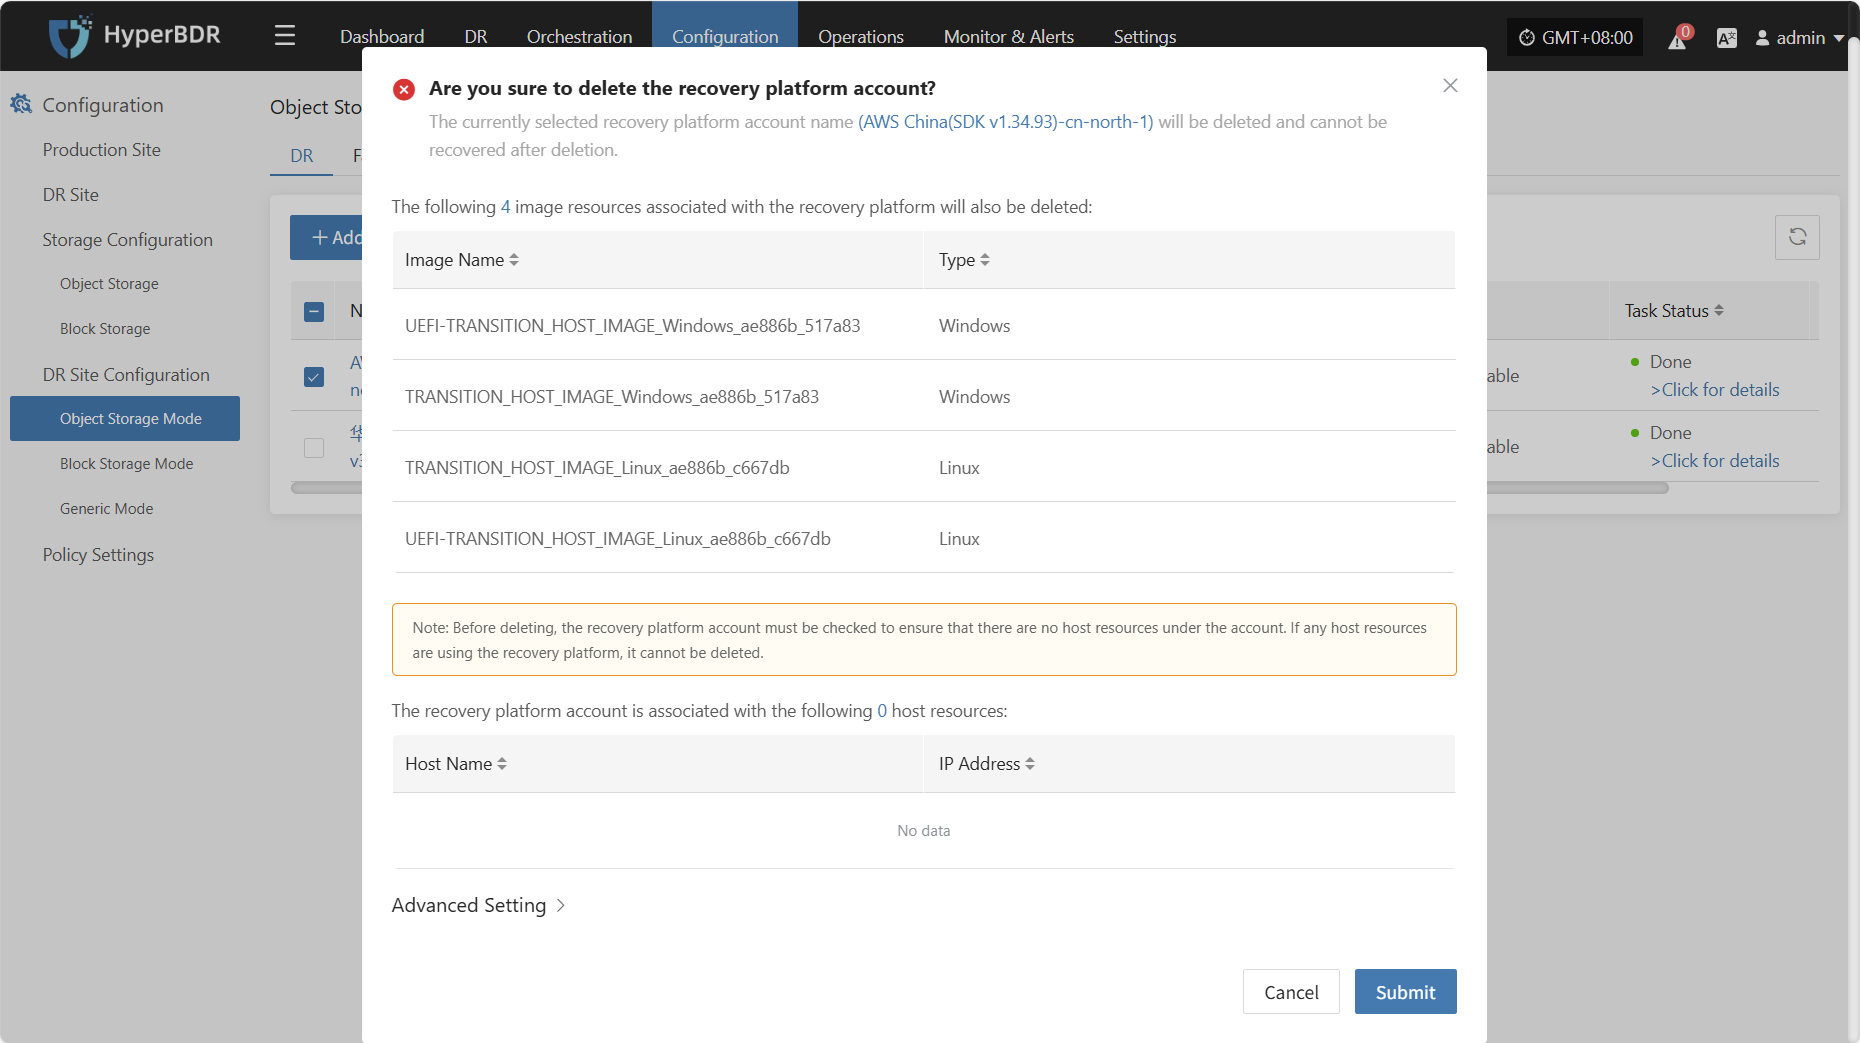 HyperBDR
Dashboard
DR
Orchestration
Configuration
Operations
Monitor & Alerts
Settings
GMT+08:00
0
admin
Configuration
Production Site
DR Site
Storage Configuration
Object Storage
Block Storage
DR Site Configuration
Object Storage Mode
Block Storage Mode
Generic Mode
Policy Settings
Object Sto
DR
Add
Task Status
able
Done
>Click for details
able
Done
>Click for details
Are you sure to delete the recovery platform account?
The currently selected recovery platform account name (AWS China(SDK v1.34.93)-cn-north-1) will be deleted and cannot be
recovered after deletion.
The following 4 image resources associated with the recovery platform will also be deleted:
Image Name
Type
UEFI-TRANSITION_HOST_IMAGE_Windows_ae886b_517a83
Windows
TRANSITION_HOST_IMAGE_Windows_ae886b_517a83
Windows
TRANSITION_HOST_IMAGE_Linux_ae886b_c667db
Linux
UEFI-TRANSITION_HOST_IMAGE_Linux_ae886b_c667db
Linux
Note: Before deleting, the recovery platform account must be checked to ensure that there are no host resources under the account. If any host resources
are using the recovery platform, it cannot be deleted.
The recovery platform account is associated with the following 0 host resources:
Host Name
IP Address
No data
Advanced Setting
Cancel
Submit